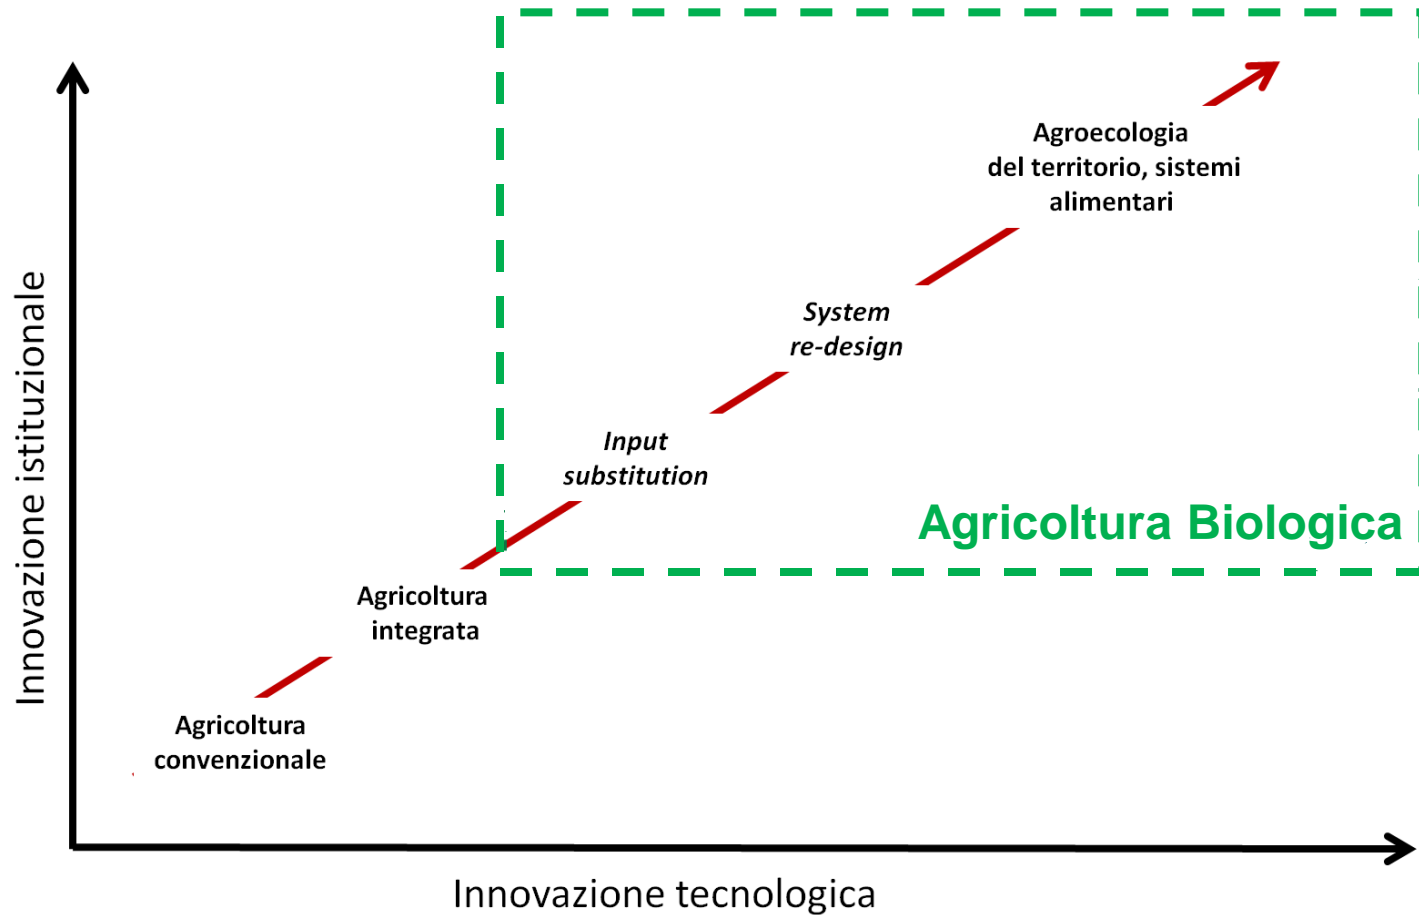 Agroecologia
del territorio, sistemi
alimentari
System
re-design
Input
substitution
Agricoltura Biologica
Agricoltura
integrata
Agricoltura
convenzionale
Innovazione istituzionale
Innovazione tecnologica